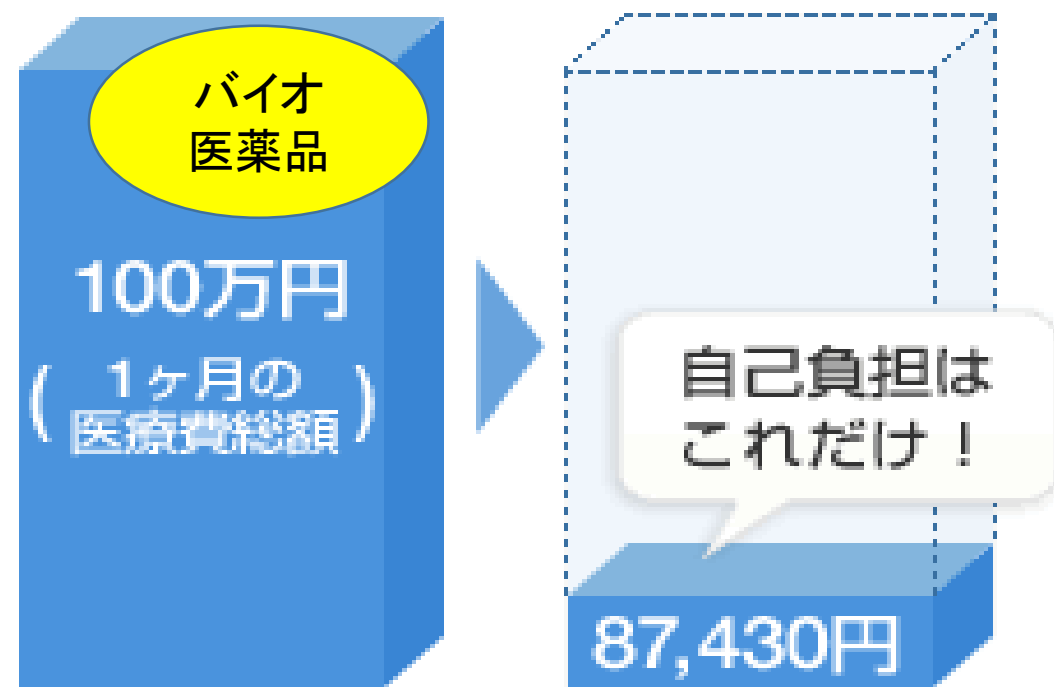 バイオ
医薬品
100万円
( 1ヶ月の
医療費総額 )
自己負担は
これだけ！
87,430円